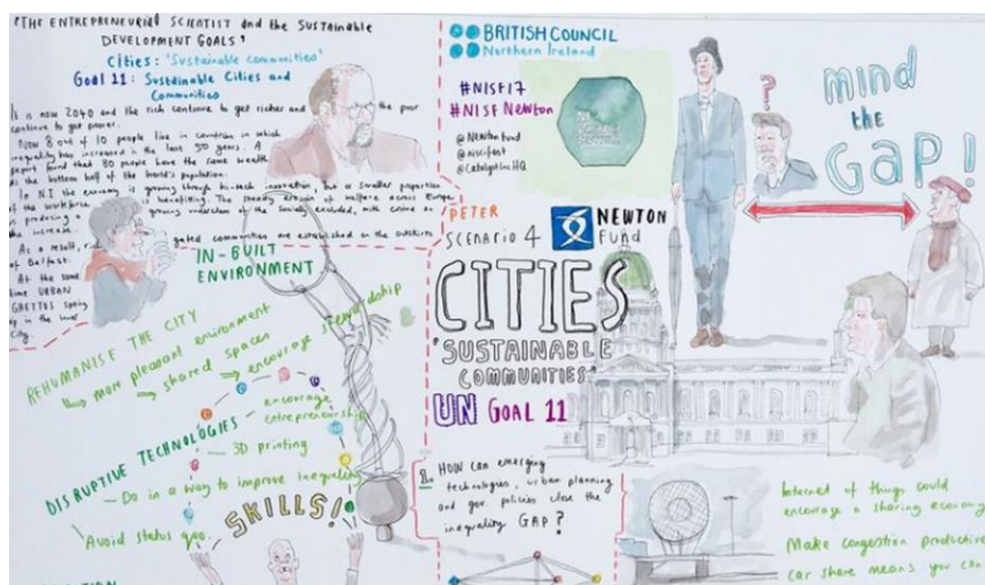 "THE ENTREPRENEURIAL SCIENTIST and the SUSTAINABLE
DEVELOPMENT GOALS"
Cities: 'Sustainable communities'
Goal 11: Sustainable Cities and
Communities
It is now 2040 and the rich continue to get riches and the poor
continue to get poorer.
Now 8 out of 10 people live in countries in which
inequality has increased in the last 30 years. A
report found that 80 people have the same wealth
as the bottom half of the world's population.
In N.I the economy is growing through hi-tech innovation, but a smaller proportion
of the workforce is benefitting. The steady erosion of welfare across Europe
is producing a growing underclass of the socially excluded, with crime on
the increase.
As a result, gated communities are established on the outskirts
of Belfast.
At the same
time URBAN
GHETTOS spring
up in the inner
city.
IN-BUILT
ENVIRONMENT
REHUMANISE THE CITY
more pleasant environment
shared spaces
encourage stewardship
DISRUPTIVE TECHNOLOGIES
encourage
entrepreneurship
3D printing
Do in a way to improve inequality
Avoid status quo.
SKILLS!
BRITISH COUNCIL
Northern Ireland
#NISF17
#NISFNewton
@NewtonFund
@niscifest
@CatalystIncHQ
PETER
SCENARIO 4
NEWTON
FUND
CITIES
'SUSTAINABLE
COMMUNITIES'
UN GOAL 11
1. HOW can emerging
technologies, urban planning
and gov. policies close the
inequality GAP?
?
mind
the
GAP!
Internet of things could
encourage a sharing economy
Make congestion productive
car share means you can